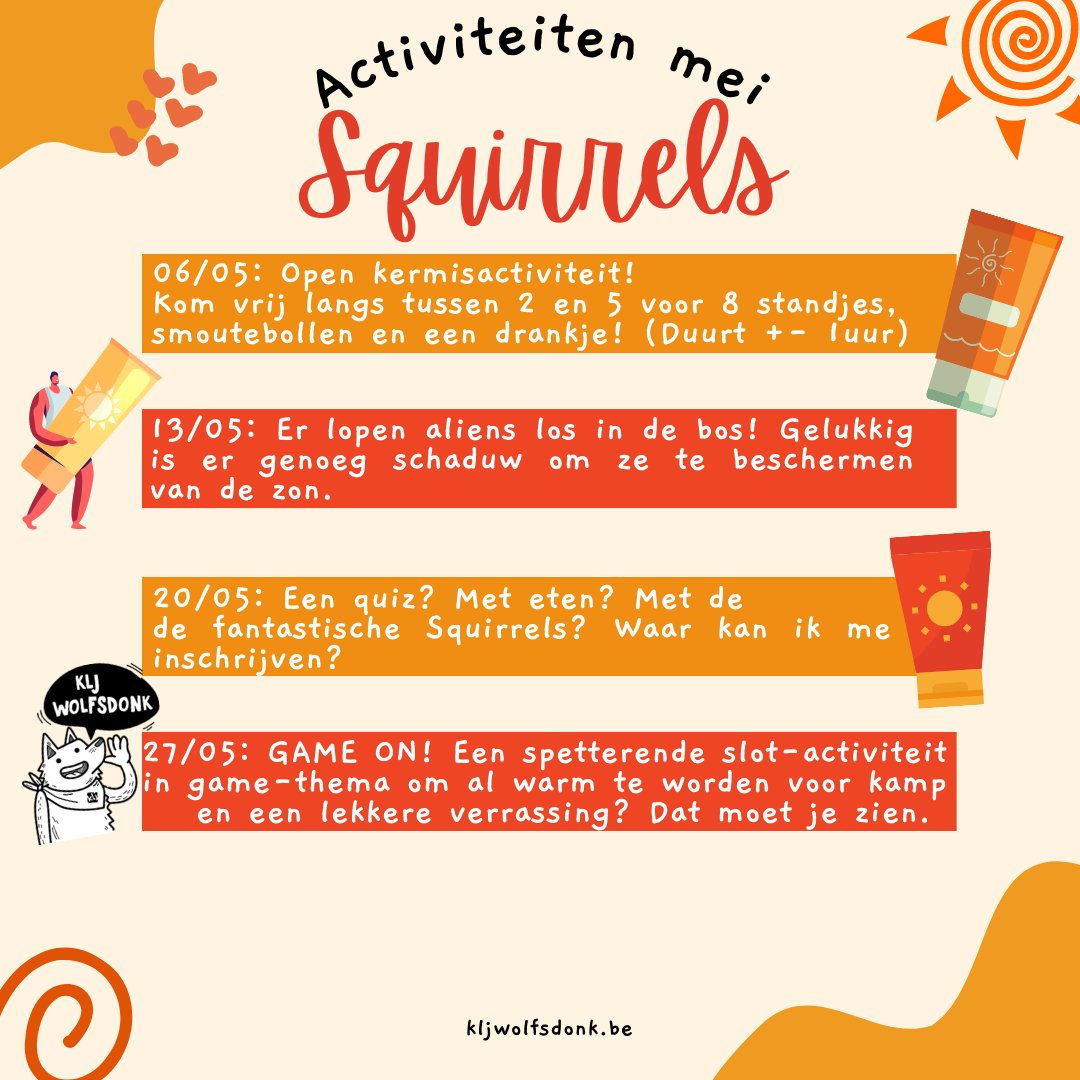 Activiteiten mei
Squirrels
06/05: Open kermisactiviteit!
Kom vrij langs tussen 2 en 5 voor 8 standjes,
smoutebollen en een drankje! (Duurt +- 1uur)
13/05: Er lopen aliens los in de bos! Gelukkig
is er genoeg schaduw om ze te beschermen
van de zon.
20/05: Een quiz? Met eten? Met de
de fantastische Squirrels? Waar kan ik me
inschrijven?
KLJ
WOLFSDONK
27/05: GAME ON! Een spetterende slot-activiteit
in game-thema om al warm te worden voor kamp
en een lekkere verrassing? Dat moet je zien.
kljwolfsdonk.be